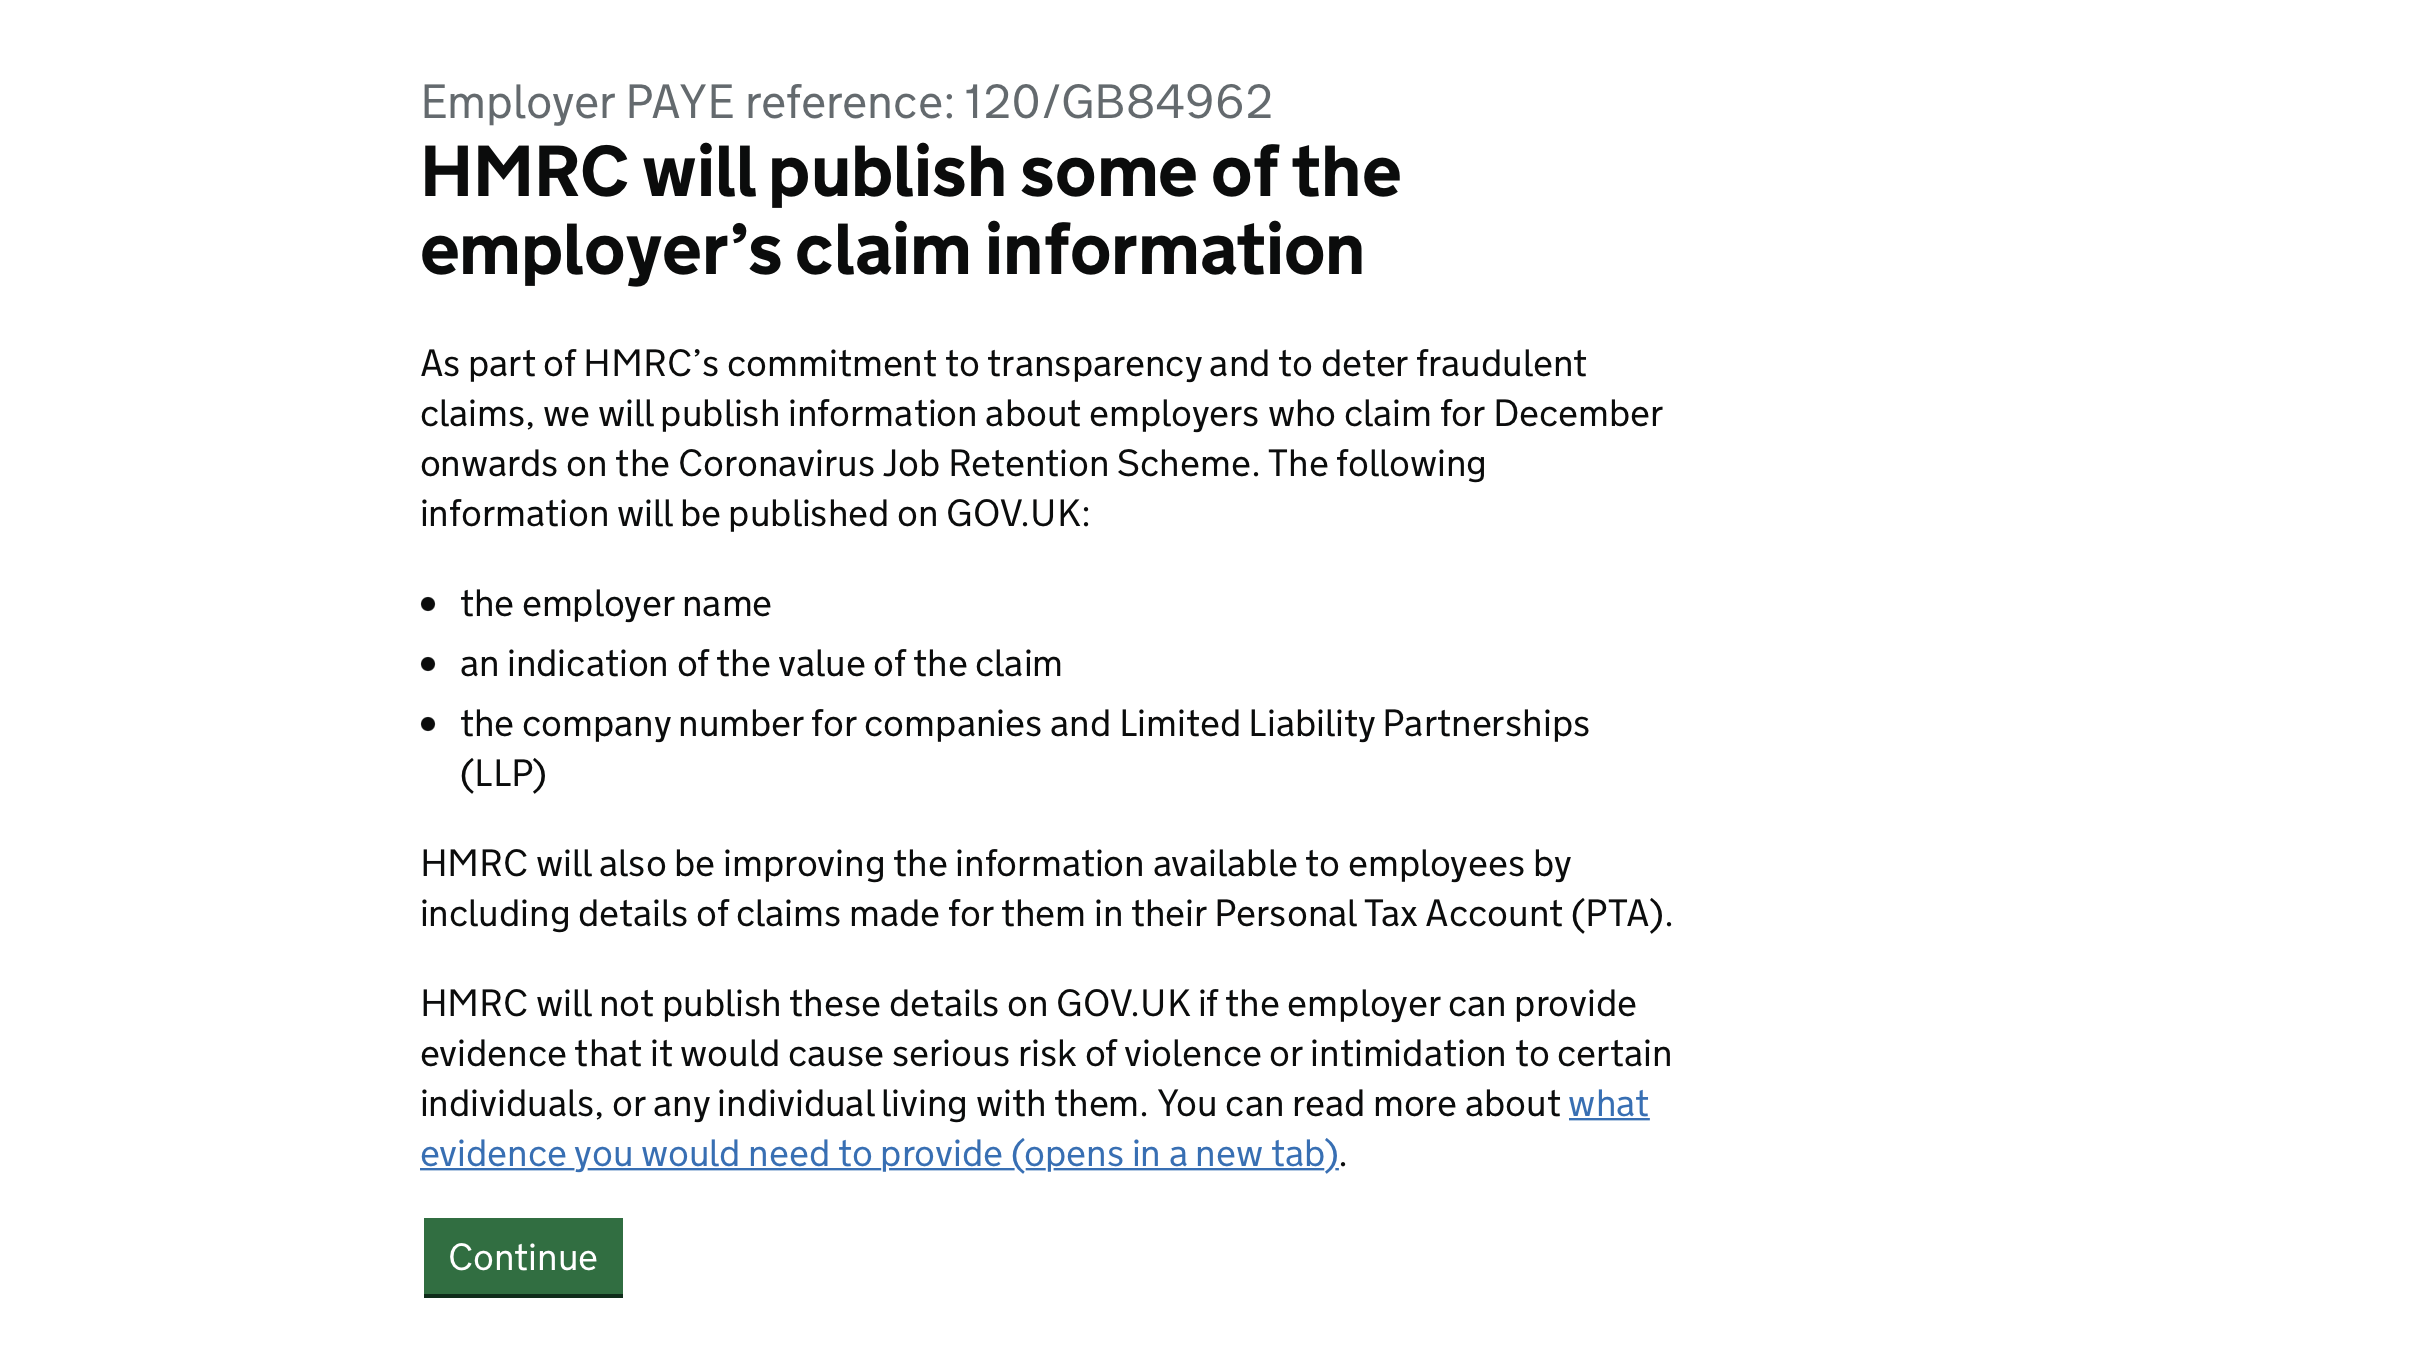 Employer PAYE reference: 120/GB84962
HMRC will publish some of the
employer’s claim information
As part of HMRC’s commitment to transparency and to deter fraudulent
claims, we will publish information about employers who claim for December
onwards on the Coronavirus Job Retention Scheme. The following
information will be published on GOV.UK:
• the employer name
• an indication of the value of the claim
• the company number for companies and Limited Liability Partnerships
(LLP)
HMRC will also be improving the information available to employees by
including details of claims made for them in their Personal Tax Account (PTA).
HMRC will not publish these details on GOV.UK if the employer can provide
evidence that it would cause serious risk of violence or intimidation to certain
individuals, or any individual living with them. You can read more about what
evidence you would need to provide (opens in a new tab).
Continue